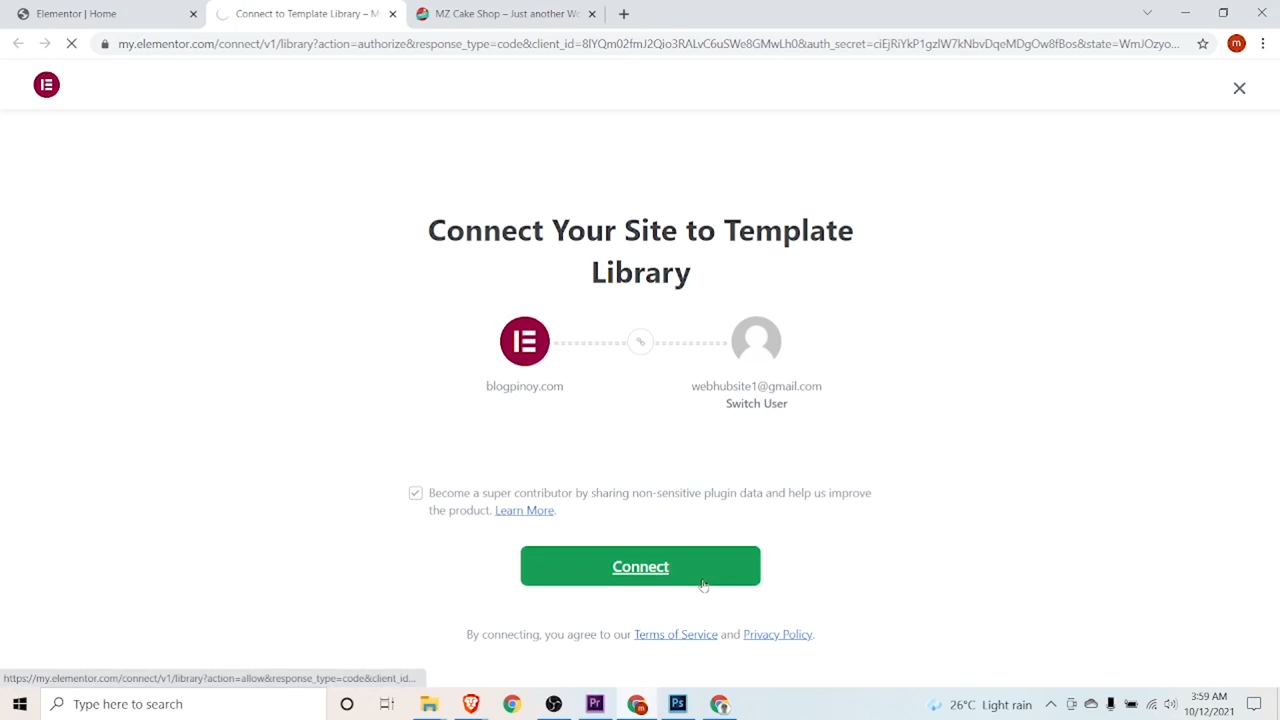 Elementor | Home
Connect to Template Library – M
MZ Cake Shop – Just another Wo
my.elementor.com/connect/v1/library?action=authorize&response_type=code&client_id=8lYQm02fmJ2Qjo3RALvC6uSWe8GMwLh0&auth_secret=ciEjRiYkP1gzlW7kNbvDqeMDgOw8fBos&state=WmJOzyo...
m
Connect Your Site to Template
Library
blogpinoy.com
webhubsite1@gmail.com
Switch User
Become a super contributor by sharing non-sensitive plugin data and help us improve
the product. Learn More.
Connect
By connecting, you agree to our Terms of Service and Privacy Policy.
https://my.elementor.com/connect/v1/library?action=allow&response_type=code&client_id...
Type here to search
Pr
m
Ps
26°C Light rain
3:59 AM
10/12/2021